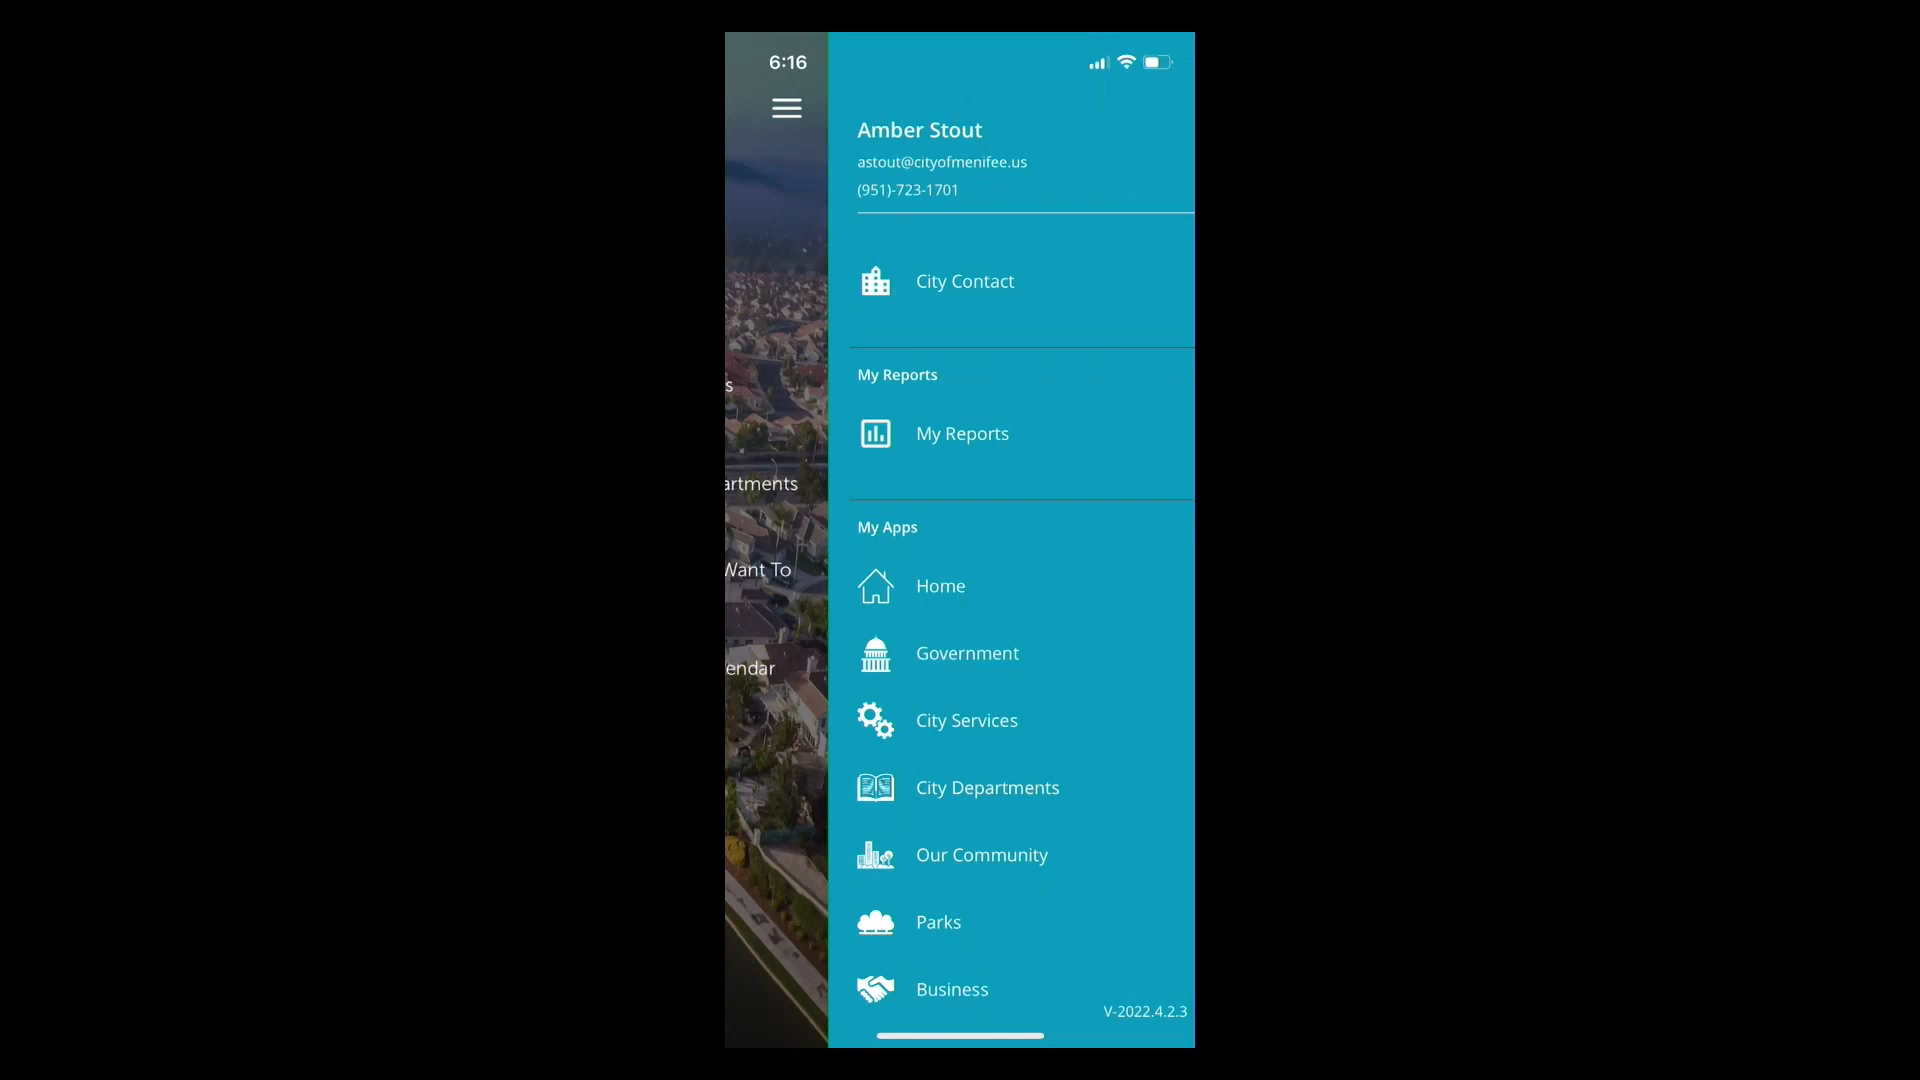 6:16
Amber Stout
astout@cityofmenifee.us
(951)-723-1701
City Contact
My Reports
s
My Reports
artments
My Apps
Want To
Home
Government
endar
City Services
City Departments
Our Community
Parks
Business
V-2022.4.2.3